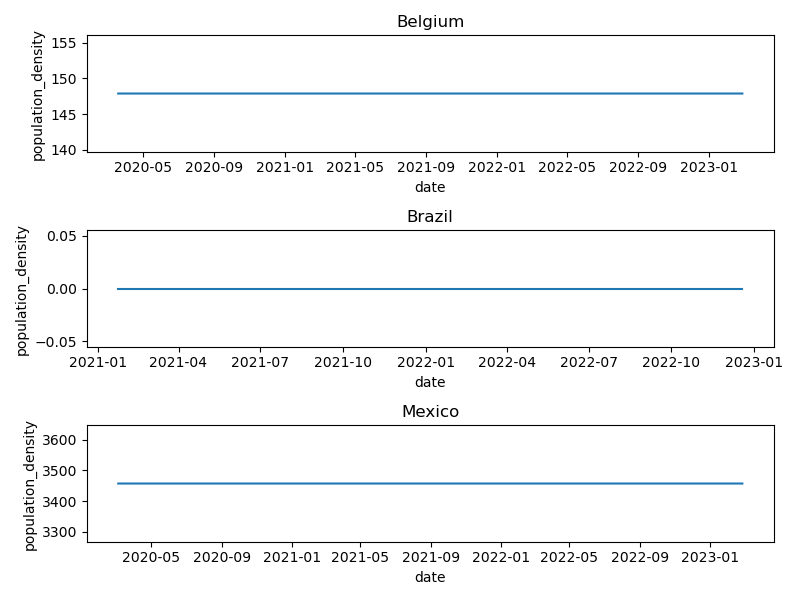 Belgium
population_density
155
150
145
140
2020-05 2020-09 2021-01 2021-05 2021-09 2022-01 2022-05 2022-09 2023-01
date
Brazil
population_density
0.05
0.00
−0.05
2021-01 2021-04 2021-07 2021-10 2022-01 2022-04 2022-07 2022-10 2023-01
date
Mexico
population_density
3600
3500
3400
3300
2020-05 2020-09 2021-01 2021-05 2021-09 2022-01 2022-05 2022-09 2023-01
date